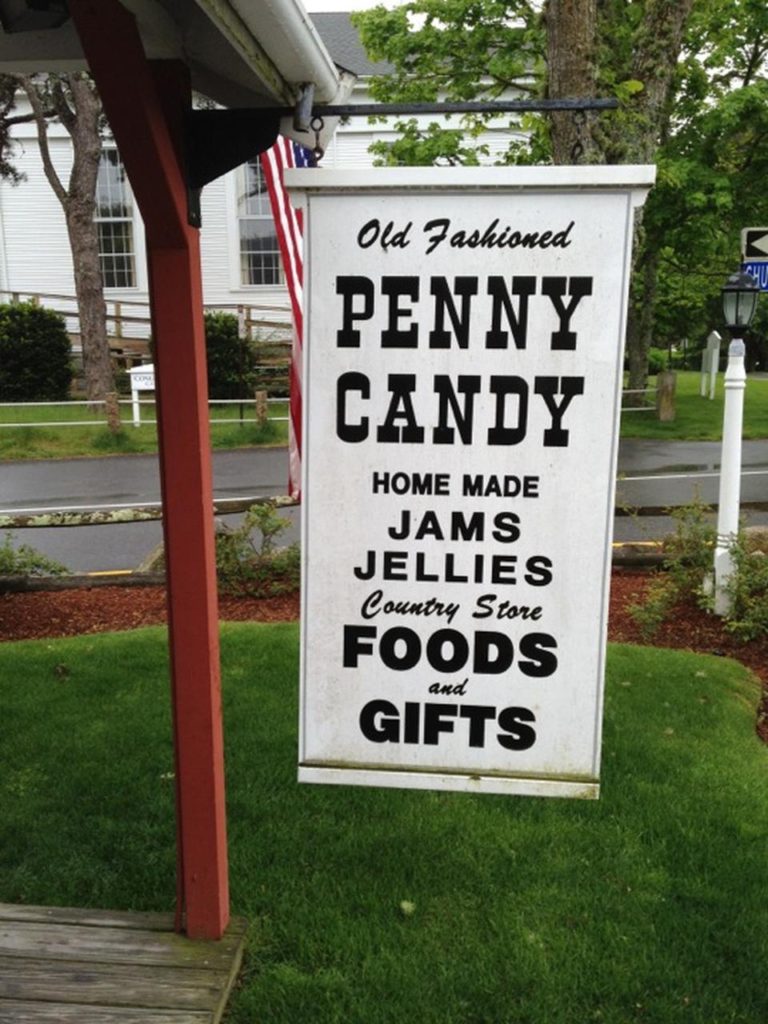 Old Fashioned
PENNY
CANDY
HOME MADE
JAMS
JELLIES
Country Store
FOODS
and
GIFTS